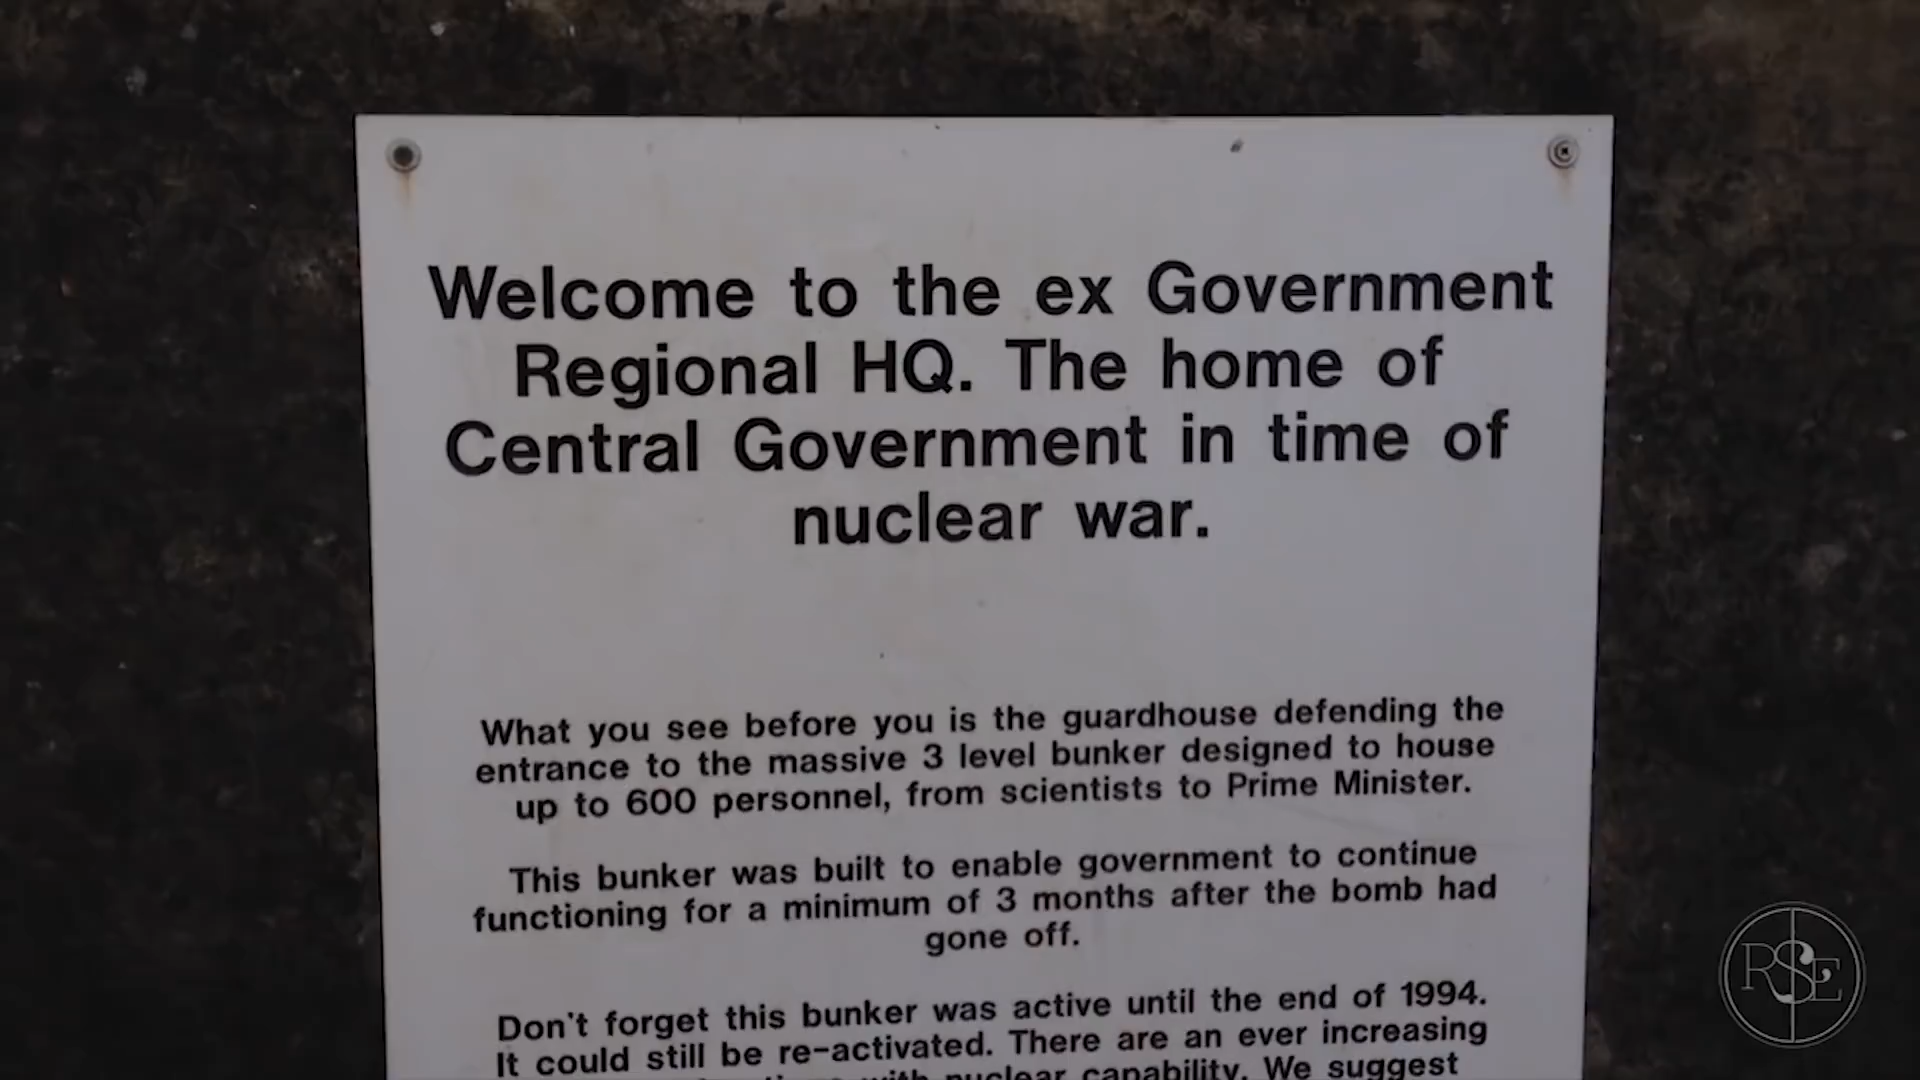 Welcome to the ex Government
Regional HQ. The home of
Central Government in time of
nuclear war.
What you see before you is the guardhouse defending the
entrance to the massive 3 level bunker designed to house
up to 600 personnel, from scientists to Prime Minister.
This bunker was built to enable government to continue
functioning for a minimum of 3 months after the bomb had
gone off.
Don't forget this bunker was active until the end of 1994.
It could still be re-activated. There are an ever increasing
with nuclear capability. We suggest
RSE